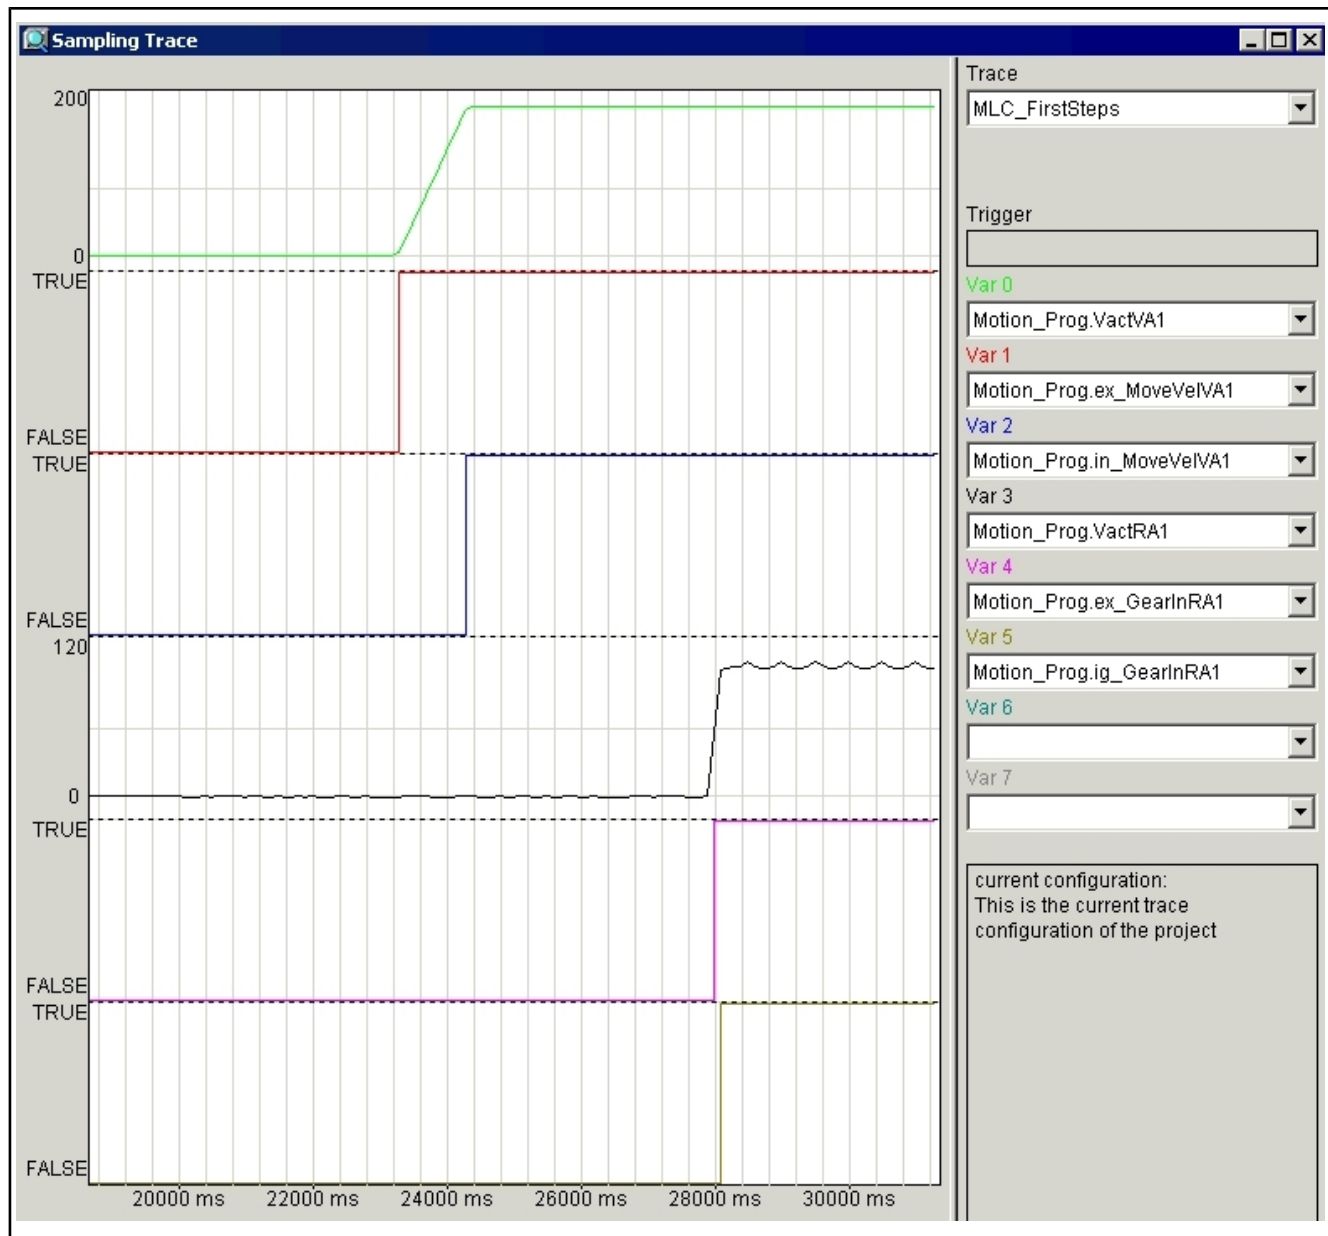 Sampling Trace
200
0
TRUE
FALSE
TRUE
FALSE
120
0
TRUE
FALSE
TRUE
FALSE
20000 ms 22000 ms 24000 ms 26000 ms 28000 ms 30000 ms
Trace
MLC_FirstSteps
Trigger
Var 0
Motion_Prog.VactVA1
Var 1
Motion_Prog.ex_MoveVelVA1
Var 2
Motion_Prog.in_MoveVelVA1
Var 3
Motion_Prog.VactRA1
Var 4
Motion_Prog.ex_GearInRA1
Var 5
Motion_Prog.ig_GearInRA1
Var 6
Var 7
current configuration:
This is the current trace
configuration of the project